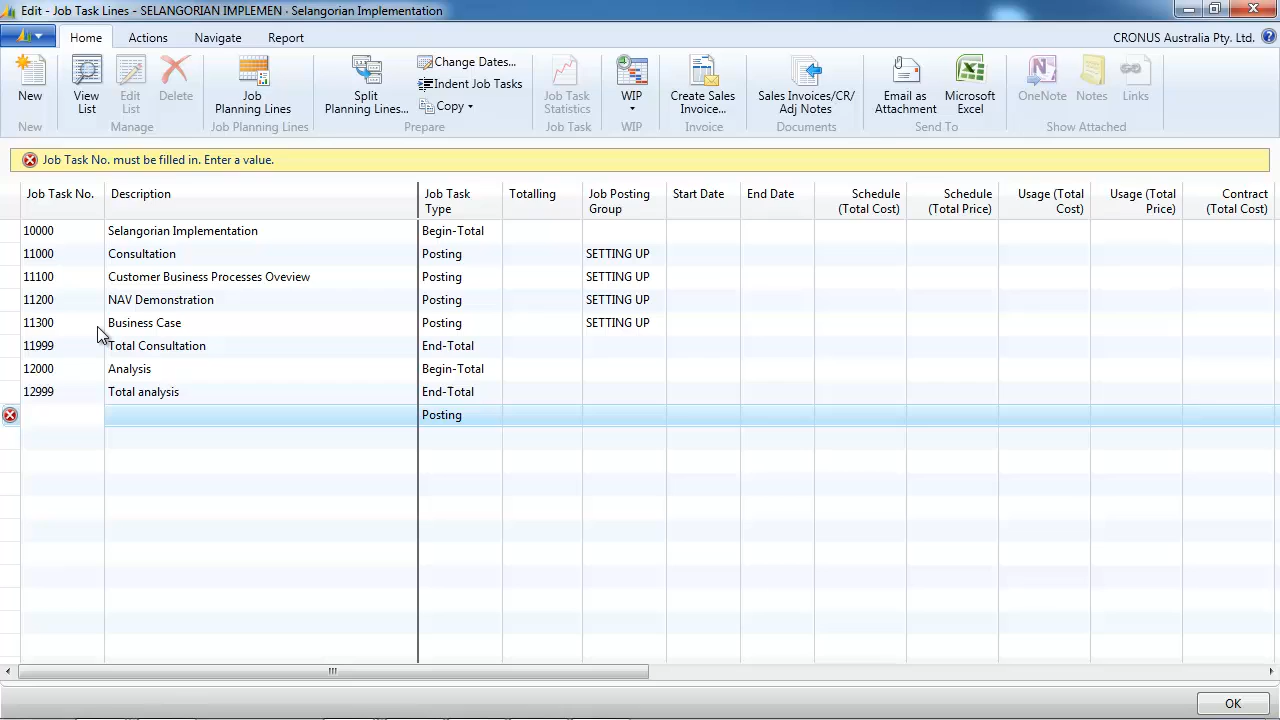 Edit - Job Task Lines - SELANGORIAN IMPLEMEN · Selangorian Implementation
Home Actions Navigate Report CRONUS Australia Pty. Ltd.
New
View List
Edit List
Delete
Job Planning Lines
Split Planning Lines...
Change Dates...
Indent Job Tasks
Copy
Job Task Statistics
WIP
Create Sales Invoice...
Sales Invoices/CR/Adj Notes
Email as Attachment
Microsoft Excel
OneNote
Notes
Links
New Manage Job Planning Lines Prepare Job Task WIP Invoice Documents Send To Show Attached
Job Task No. must be filled in. Enter a value.
Job Task No. Description Job Task Type Totalling Job Posting Group Start Date End Date Schedule (Total Cost) Schedule (Total Price) Usage (Total Cost) Usage (Total Price) Contract (Total Cost)
10000 Selangorian Implementation Begin-Total
11000 Consultation Posting SETTING UP
11100 Customer Business Processes Oveview Posting SETTING UP
11200 NAV Demonstration Posting SETTING UP
11300 Business Case Posting SETTING UP
11999 Total Consultation End-Total
12000 Analysis Begin-Total
12999 Total analysis End-Total
Posting
OK